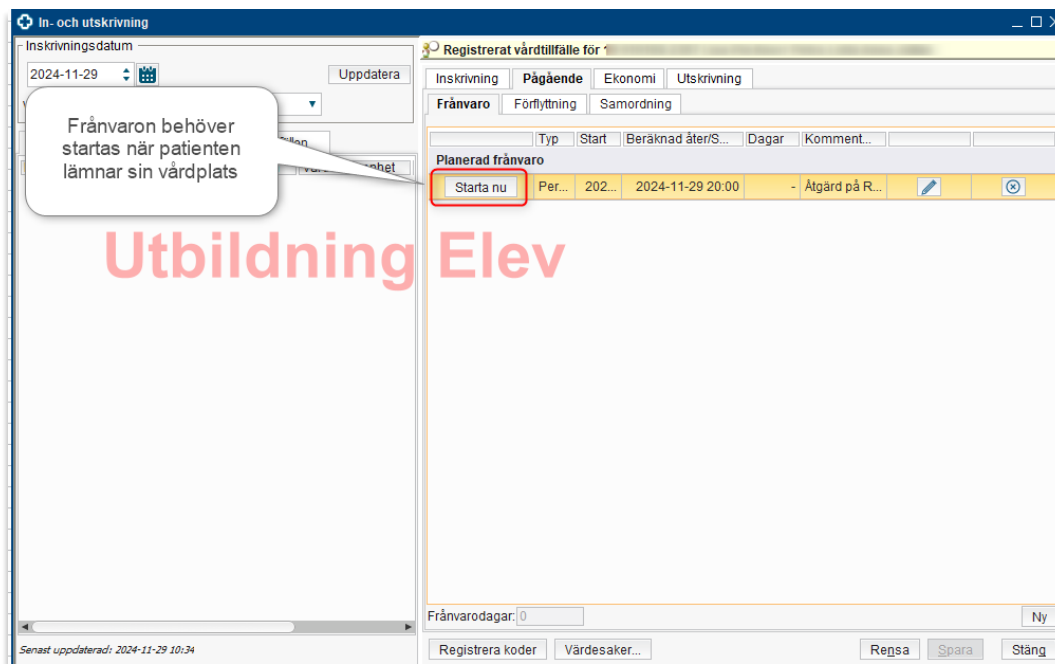 In- och utskrivning
Inskrivningsdatum
2024-11-29
Uppdatera
Frånvaron behöver
startas när patienten
lämnar sin vårdplats
Registrerat vårdtillfälle för
Inskrivning Pågående Ekonomi Utskrivning
Frånvaro Förflyttning Samordning
Typ Start Beräknad åter/S... Dagar Komment...
Planerad frånvaro
Starta nu Per... 202... 2024-11-29 20:00 - Åtgärd på R...
Utbildning Elev
Frånvarodagar: 0 Ny
Senast uppdaterad: 2024-11-29 10:34
Registrera koder Värdesaker... Rensa Spara Stäng